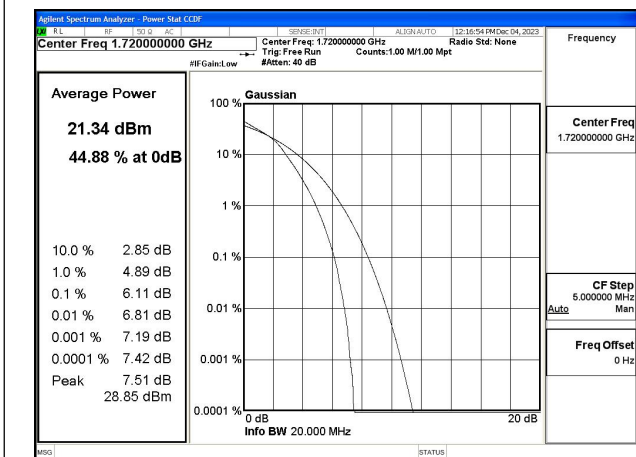 Agilent Spectrum Analyzer - Power Stat CCDF
RL RF 50 Ω AC SENSE:INT ALIGN AUTO 12:16:54 PM Dec 04, 2023
Center Freq 1.720000000 GHz
Center Freq: 1.720000000 GHz Radio Std: None
Trig: Free Run Counts:1.00 M/1.00 Mpt
#IFGain:Low #Atten: 40 dB
Frequency
Average Power
21.34 dBm
44.88 % at 0dB
10.0 % 2.85 dB
1.0 % 4.89 dB
0.1 % 6.11 dB
0.01 % 6.81 dB
0.001 % 7.19 dB
0.0001 % 7.42 dB
Peak 7.51 dB
28.85 dBm
Gaussian
100 %
10 %
1 %
0.1 %
0.01 %
0.001 %
0.0001 %
0 dB 20 dB
Info BW 20.000 MHz
Center Freq
1.720000000 GHz
CF Step
5.000000 MHz
Auto Man
Freq Offset
0 Hz
MSG STATUS